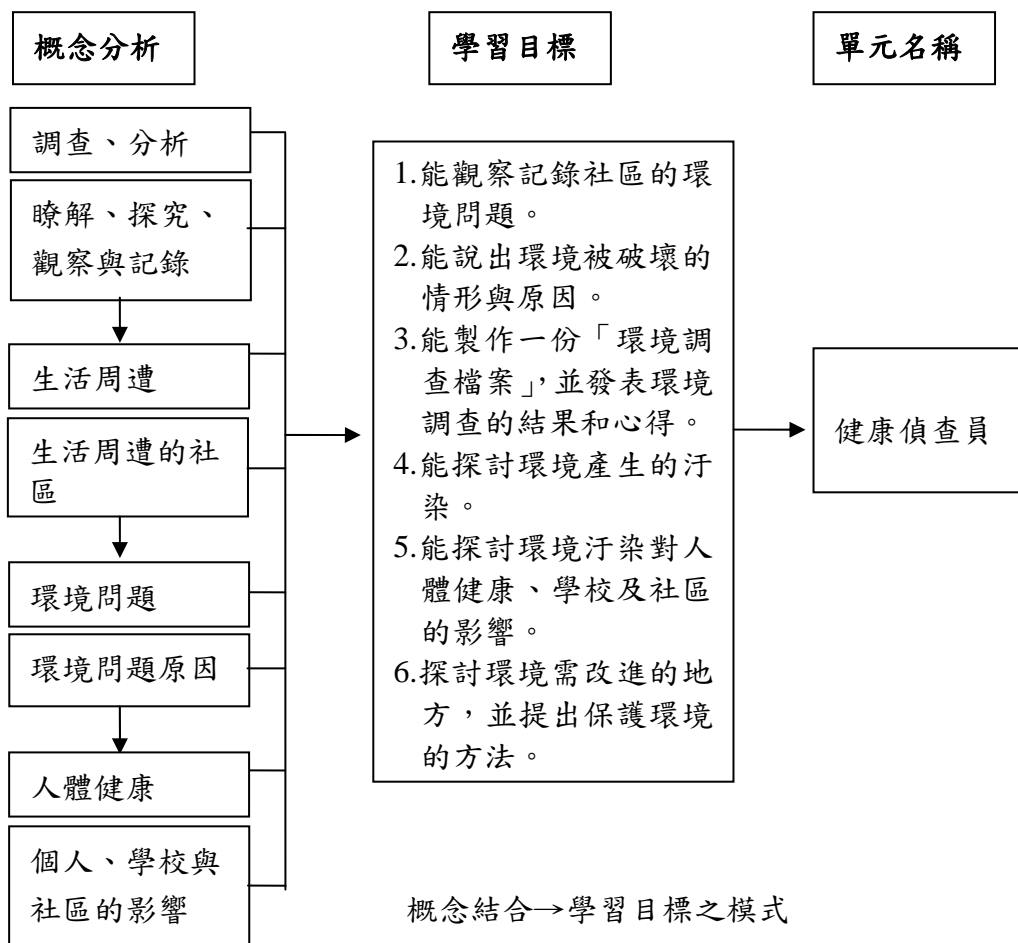 概念分析
學習目標
單元名稱
調查、分析
瞭解、探究、
觀察與記錄
生活周遭
生活周遭的社
區
環境問題
環境問題原因
人體健康
個人、學校與
社區的影響
1.能觀察記錄社區的環
境問題。
2.能說出環境被破壞的
情形與原因。
3.能製作一份「環境調
查檔案」,並發表環境
調查的結果和心得。
4.能探討環境產生的汙
染。
5.能探討環境汙染對人
體健康、學校及社區
的影響。
6.探討環境需改進的地
方,並提出保護環境
的方法。
健康偵查員
概念結合→學習目標之模式